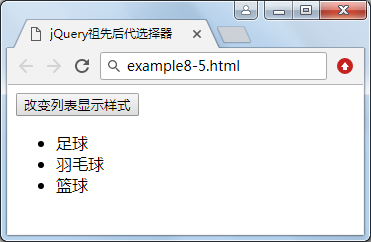 jQuery祖先后代选择器
example8-5.html
改变列表显示样式
足球
羽毛球
篮球